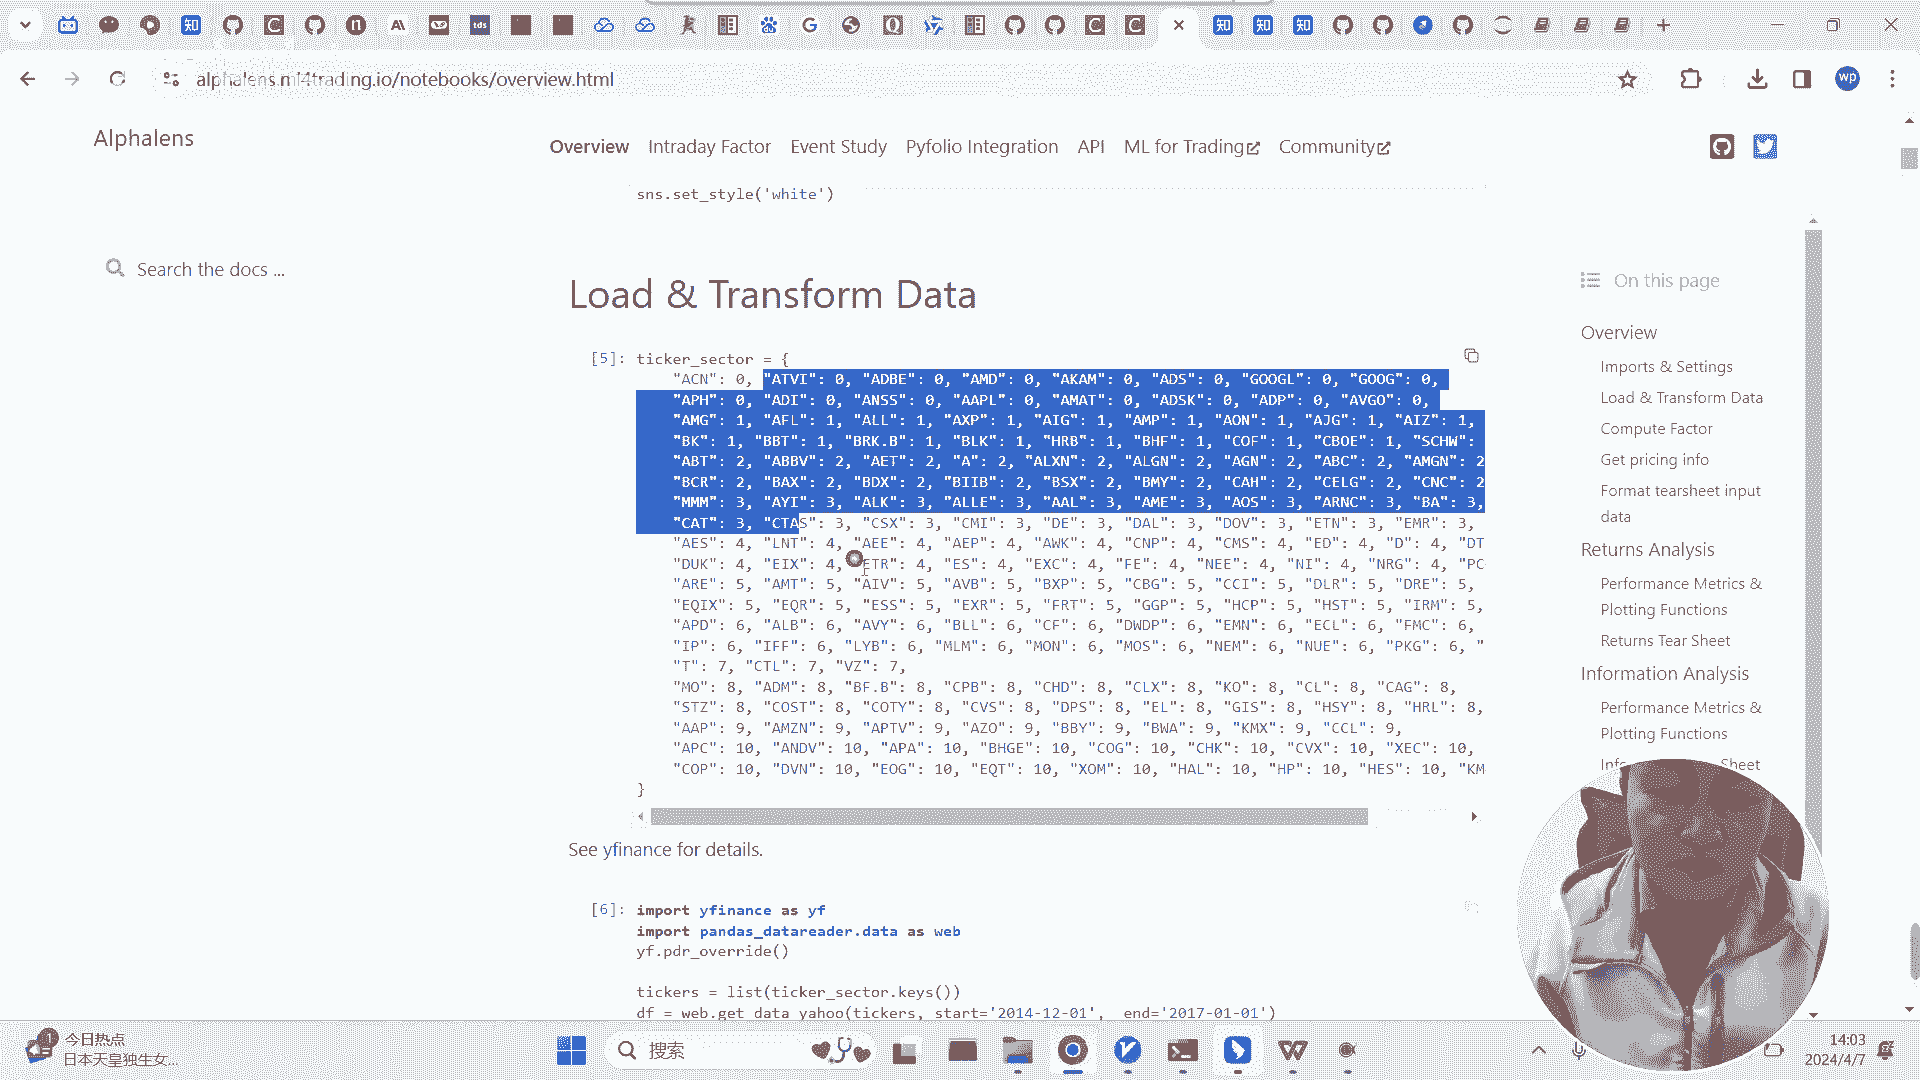 alphalens.ml4trading.io/notebooks/overview.html
wp
Alphalens
Overview Intraday Factor Event Study Pyfolio Integration API ML for Trading Community
sns.set_style('white')
Search the docs ...
Load & Transform Data
On this page
Overview
Imports & Settings
Load & Transform Data
Compute Factor
Get pricing info
Format tearsheet input
data
Returns Analysis
Performance Metrics &
Plotting Functions
Returns Tear Sheet
Information Analysis
Performance Metrics &
Plotting Functions
Sheet
[5]: ticker_sector = {
"ACN": 0, "ATVI": 0, "ADBE": 0, "AMD": 0, "AKAM": 0, "ADS": 0, "GOOGL": 0, "GOOG": 0,
"APH": 0, "ADI": 0, "ANSS": 0, "AAPL": 0, "AMAT": 0, "ADSK": 0, "ADP": 0, "AVGO": 0,
"AMG": 1, "AFL": 1, "ALL": 1, "AXP": 1, "AIG": 1, "AMP": 1, "AON": 1, "AJG": 1, "AIZ": 1,
"BK": 1, "BBT": 1, "BRK.B": 1, "BLK": 1, "HRB": 1, "BHF": 1, "COF": 1, "CBOE": 1, "SCHW":
"ABT": 2, "ABBV": 2, "AET": 2, "A": 2, "ALXN": 2, "ALGN": 2, "AGN": 2, "ABC": 2, "AMGN": 2
"BCR": 2, "BAX": 2, "BDX": 2, "BIIB": 2, "BSX": 2, "BMY": 2, "CAH": 2, "CELG": 2, "CNC": 2
"MMM": 3, "AYI": 3, "ALK": 3, "ALLE": 3, "AAL": 3, "AME": 3, "AOS": 3, "ARNC": 3, "BA": 3,
"CAT": 3, "CTAS": 3, "CSX": 3, "CMI": 3, "DE": 3, "DAL": 3, "DOV": 3, "ETN": 3, "EMR": 3,
"AES": 4, "LNT": 4, "AEE": 4, "AEP": 4, "AWK": 4, "CNP": 4, "CMS": 4, "ED": 4, "D": 4, "DT
"DUK": 4, "EIX": 4, "ETR": 4, "ES": 4, "EXC": 4, "FE": 4, "NEE": 4, "NI": 4, "NRG": 4, "PC
"ARE": 5, "AMT": 5, "AIV": 5, "AVB": 5, "BXP": 5, "CBG": 5, "CCI": 5, "DLR": 5, "DRE": 5,
"EQIX": 5, "EQR": 5, "ESS": 5, "EXR": 5, "FRT": 5, "GGP": 5, "HCP": 5, "HST": 5, "IRM": 5,
"APD": 6, "ALB": 6, "AVY": 6, "BLL": 6, "CF": 6, "DWDP": 6, "EMN": 6, "ECL": 6, "FMC": 6,
"IP": 6, "IFF": 6, "LYB": 6, "MLM": 6, "MON": 6, "MOS": 6, "NEM": 6, "NUE": 6, "PKG": 6, "
"T": 7, "CTL": 7, "VZ": 7,
"MO": 8, "ADM": 8, "BF.B": 8, "CPB": 8, "CHD": 8, "CLX": 8, "KO": 8, "CL": 8, "CAG": 8,
"STZ": 8, "COST": 8, "COTY": 8, "CVS": 8, "DPS": 8, "EL": 8, "GIS": 8, "HSY": 8, "HRL": 8,
"AAP": 9, "AMZN": 9, "APTV": 9, "AZO": 9, "BBY": 9, "BWA": 9, "KMX": 9, "CCL": 9,
"APC": 10, "ANDV": 10, "APA": 10, "BHGE": 10, "COG": 10, "CHK": 10, "CVX": 10, "XEC": 10,
"COP": 10, "DVN": 10, "EOG": 10, "EQT": 10, "XOM": 10, "HAL": 10, "HP": 10, "HES": 10, "KM
}
See yfinance for details.
[6]: import yfinance as yf
import pandas_datareader.data as web
yf.pdr_override()
tickers = list(ticker_sector.keys())
df = web.get_data_yahoo(tickers, start='2014-12-01', end='2017-01-01')
1
今日热点
日本天皇独生女...
搜索
14:03
2024/4/7